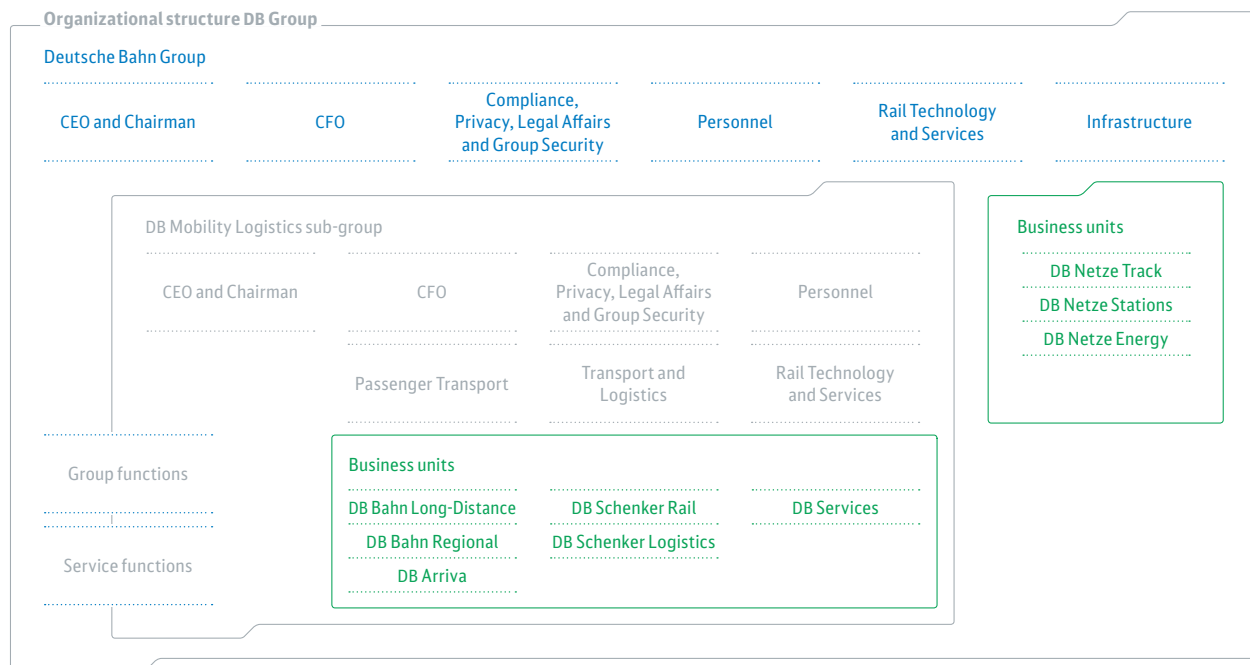 Organizational structure DB Group
Deutsche Bahn Group
CEO and Chairman
CFO
Compliance,
Privacy, Legal Affairs
and Group Security
Personnel
Rail Technology
and Services
Infrastructure
DB Mobility Logistics sub-group
CEO and Chairman
CFO
Compliance,
Privacy, Legal Affairs
and Group Security
Personnel
Passenger Transport
Transport and
Logistics
Rail Technology
and Services
Business units
DB Netze Track
DB Netze Stations
DB Netze Energy
Group functions
Service functions
Business units
DB Bahn Long-Distance
DB Bahn Regional
DB Arriva
DB Schenker Rail
DB Schenker Logistics
DB Services